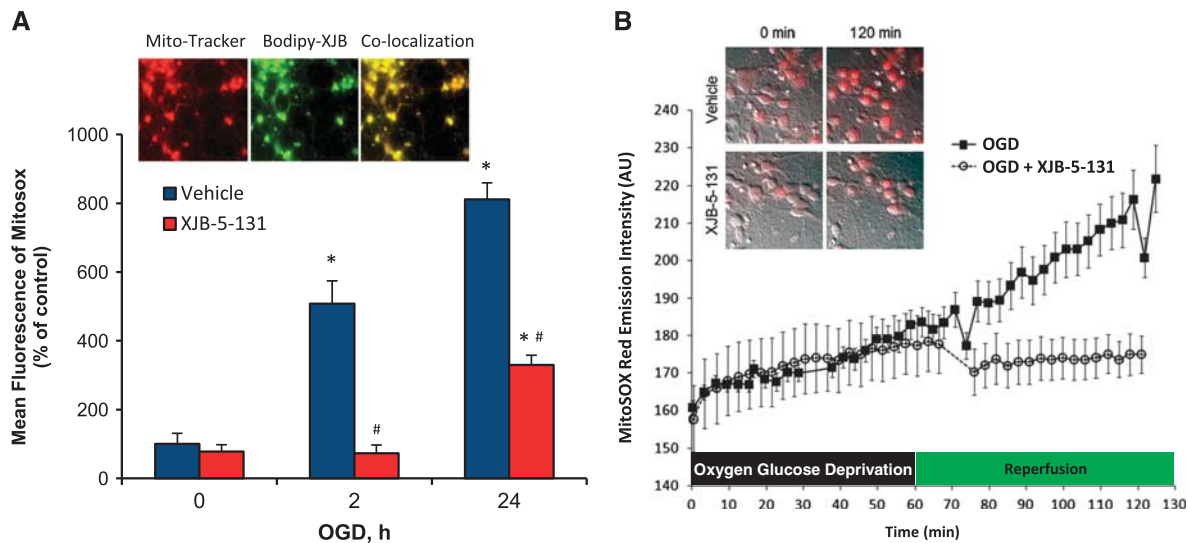 A
Mito-Tracker Bodipy-XJB Co-localization
Mean Fluorescence of Mitosox
(% of control)
1000
800
600
400
200
0
Vehicle
XJB-5-131
*
*
* #
#
0 2 24
OGD, h
B
0 min 120 min
Vehicle
XJB-5-131
OGD
OGD + XJB-5-131
MitoSOX Red Emission Intensity (AU)
240
230
220
210
200
190
180
170
160
150
140
Oxygen Glucose Deprivation Reperfusion
0 10 20 30 40 50 60 70 80 90 100 110 120 130
Time (min)